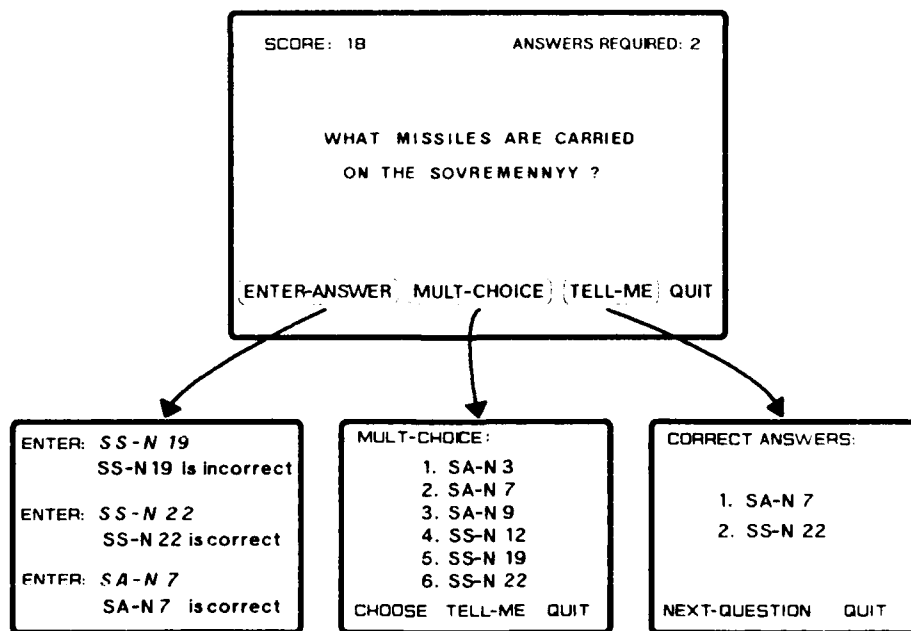 SCORE: 18 ANSWERS REQUIRED: 2
WHAT MISSILES ARE CARRIED
ON THE SOVREMENNYY ?
ENTER-ANSWER MULT-CHOICE TELL-ME QUIT
ENTER: SS-N 19
SS-N 19 is incorrect
ENTER: SS-N 22
SS-N 22 is correct
ENTER: SA-N 7
SA-N 7 is correct
MULT-CHOICE:
1. SA-N 3
2. SA-N 7
3. SA-N 9
4. SS-N 12
5. SS-N 19
6. SS-N 22
CHOOSE TELL-ME QUIT
CORRECT ANSWERS:
1. SA-N 7
2. SS-N 22
NEXT-QUESTION QUIT